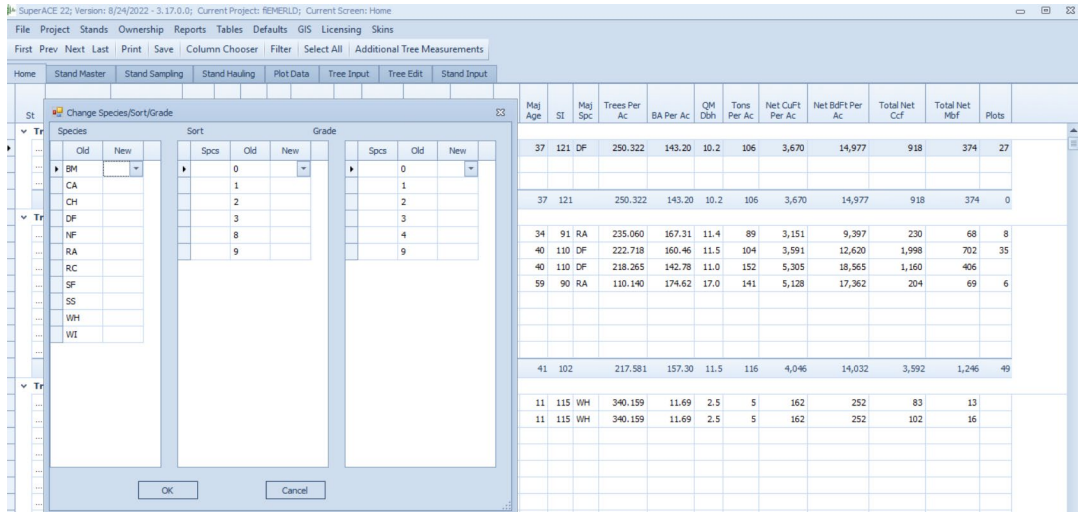 SuperACE 22; Version: 8/24/2022 - 3.17.0.0; Current Project: fiEMERLD; Current Screen: Home
File Project Stands Ownership Reports Tables Defaults GIS Licensing Skins
First Prev Next Last Print Save Column Chooser Filter Select All Additional Tree Measurements
Home Stand Master Stand Sampling Stand Hauling Plot Data Tree Input Tree Edit Stand Input
St
Maj Age SI Maj Spc Trees Per Ac BA Per Ac QM Dbh Tons Per Ac Net CuFt Per Ac Net BdFt Per Ac Total Net Ccf Total Net Mbf Plots
Tr
37 121 DF 250.322 143.20 10.2 106 3,670 14,977 918 374 27
37 121 250.322 143.20 10.2 106 3,670 14,977 918 374 0
Tr
34 91 RA 235.060 167.31 11.4 89 3,151 9,397 230 68 8
40 110 DF 222.718 160.46 11.5 104 3,591 12,620 1,998 702 35
40 110 DF 218.265 142.78 11.0 152 5,305 18,565 1,160 406
59 90 RA 110.140 174.62 17.0 141 5,128 17,362 204 69 6
41 102 217.581 157.30 11.5 116 4,046 14,032 3,592 1,246 49
Tr
11 115 WH 340.159 11.69 2.5 5 162 252 83 13
11 115 WH 340.159 11.69 2.5 5 162 252 102 16
Change Species/Sort/Grade
Species Sort Grade
Old New Spcs Old New Spcs Old New
BM 0 0
CA 1 1
CH 2 2
DF 3 3
NF 8 4
RA 9 9
RC
SF
SS
WH
WI
OK Cancel